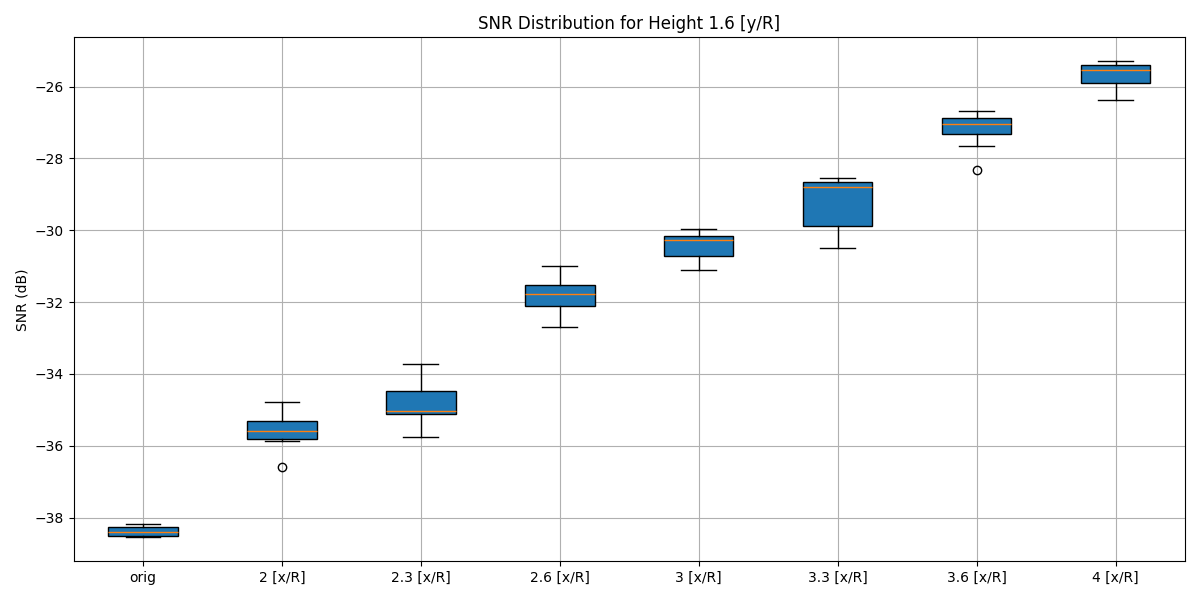 SNR Distribution for Height 1.6 [y/R]
SNR (dB)
−26
−28
−30
−32
−34
−36
−38
orig 2 [x/R] 2.3 [x/R] 2.6 [x/R] 3 [x/R] 3.3 [x/R] 3.6 [x/R] 4 [x/R]